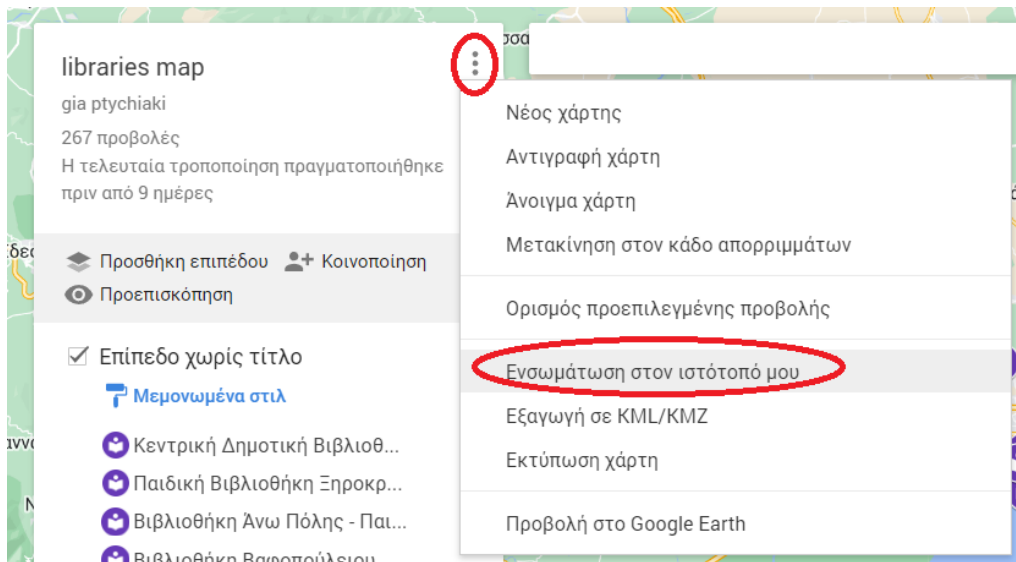 libraries map
gia ptychiaki
267 προβολές
Η τελευταία τροποποίηση πραγματοποιήθηκε
πριν από 9 ημέρες
Προσθήκη επιπέδου Κοινοποίηση
Προεπισκόπηση
Επίπεδο χωρίς τίτλο
Μεμονωμένα στιλ
Κεντρική Δημοτική Βιβλιοθ...
Παιδική Βιβλιοθήκη Ξηροκρ...
Βιβλιοθήκη Άνω Πόλης - Παι...
Βιβλιοθήκη Βαφοπούλειου
Νέος χάρτης
Αντιγραφή χάρτη
Άνοιγμα χάρτη
Μετακίνηση στον κάδο απορριμμάτων
Ορισμός προεπιλεγμένης προβολής
Ενσωμάτωση στον ιστότοπό μου
Εξαγωγή σε KML/KMZ
Εκτύπωση χάρτη
Προβολή στο Google Earth